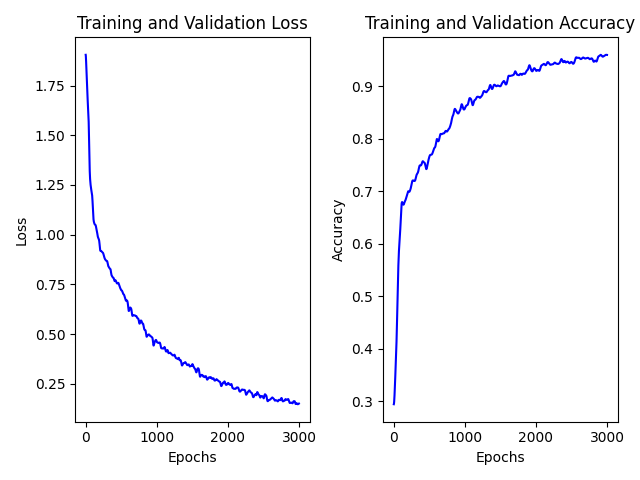 Training and Validation Loss
Loss
1.75
1.50
1.25
1.00
0.75
0.50
0.25
0 1000 2000 3000
Epochs
Training and Validation Accuracy
Accuracy
0.9
0.8
0.7
0.6
0.5
0.4
0.3
0 1000 2000 3000
Epochs